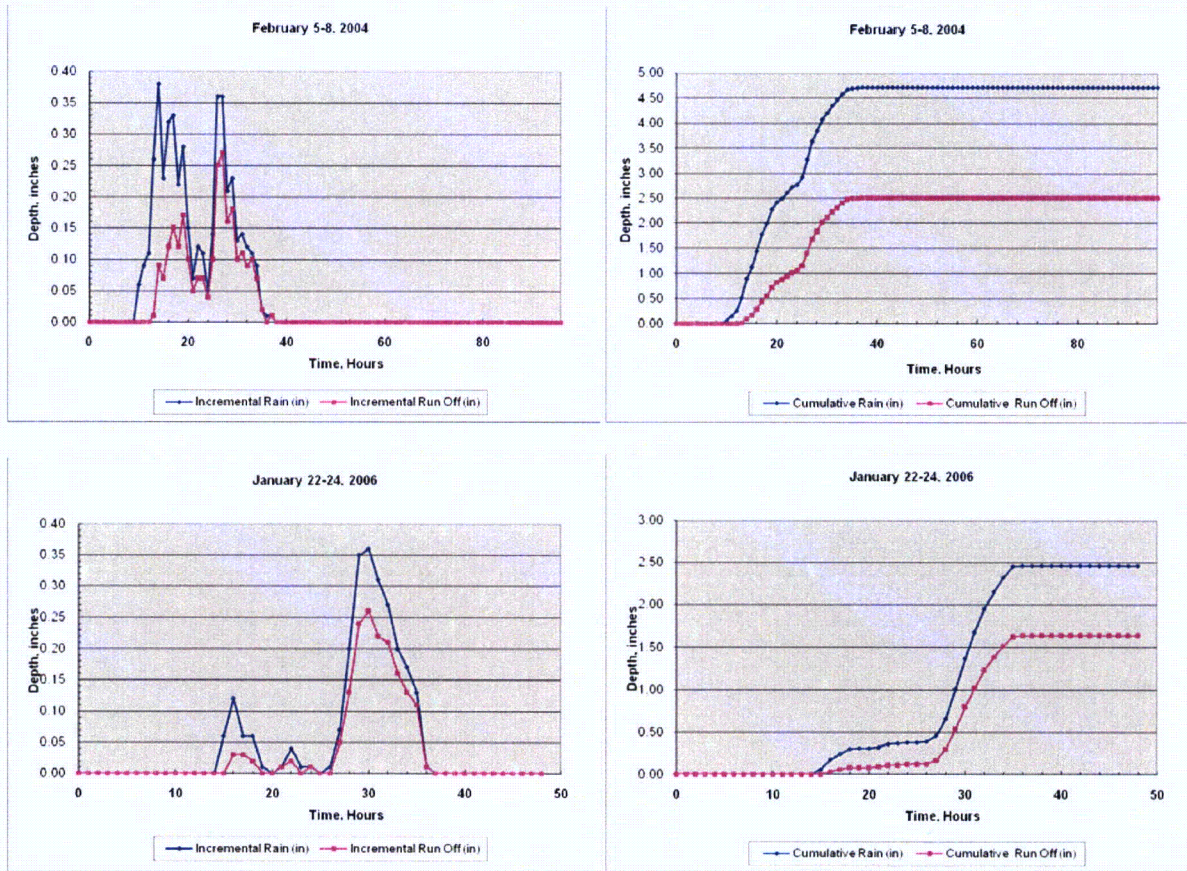 February 5-8. 2004
0.40
0.35
0.30
0.25
0.20
0.15
0.10
0.05
0.00
Depth. inches
0
20
40
60
80
Time. Hours
Incremental Rain (in)
Incremental Run Off (in)
February 5-8. 2004
5.00
4.50
4.00
3.50
3.00
2.50
2.00
1.50
1.00
0.50
0.00
Depth. inches
0
20
40
60
80
Time. Hours
Cumulative Rain (in)
Cumulative Run Off (in)
January 22-24. 2006
0.40
0.35
0.30
0.25
0.20
0.15
0.10
0.05
0.00
Depth. inches
0
10
20
30
40
50
Time. Hours
Incremental Rain (in)
Incremental Run Off (in)
January 22-24. 2006
3.00
2.50
2.00
1.50
1.00
0.50
0.00
Depth. inches
0
10
20
30
40
50
Time. Hours
Cumulative Rain (in)
Cumulative Run Off (in)